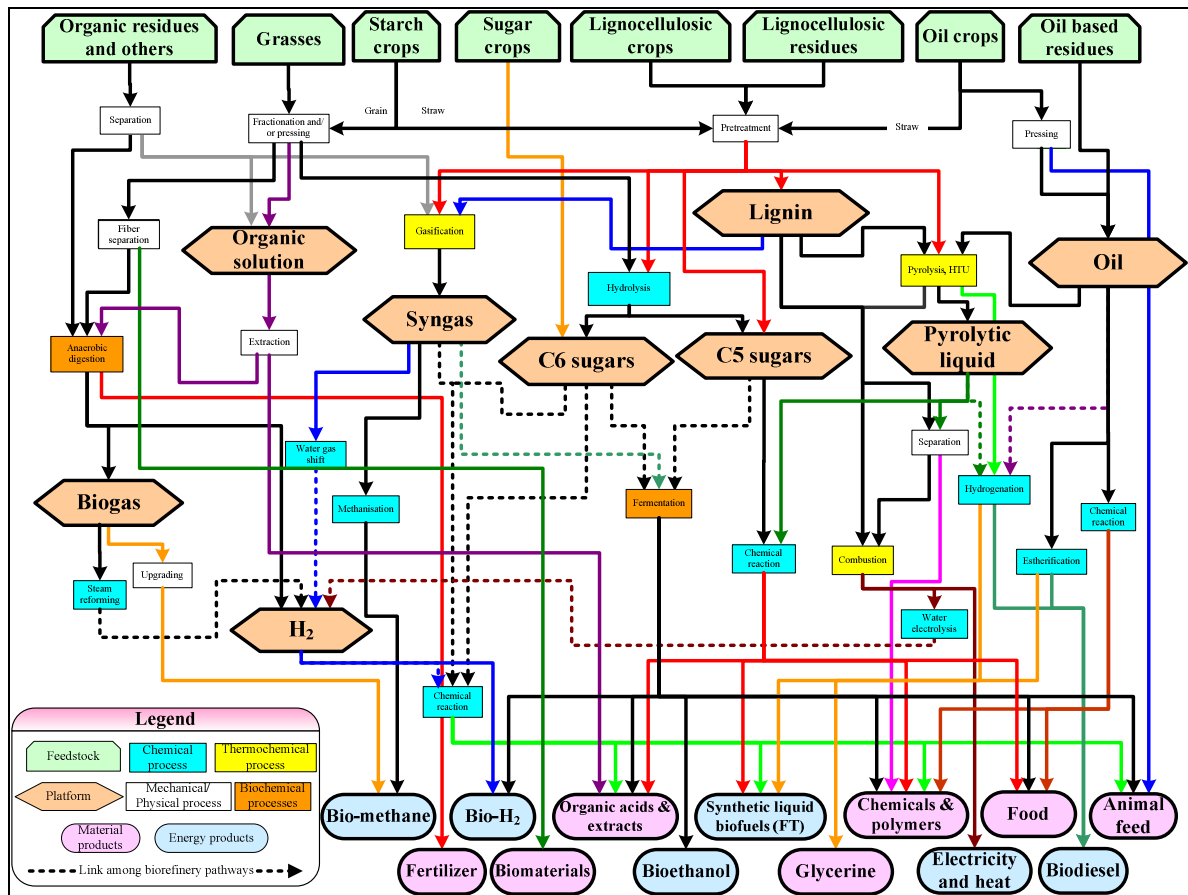 Organic residues
and others
Grasses
Starch
crops
Sugar
crops
Lignocellulosic
crops
Lignocellulosic
residues
Oil crops
Oil based
residues
Separation
Fractionation and/
or pressing
Grain
Straw
Pretreatment
Straw
Pressing
Fiber
separation
Organic
solution
Gasification
Lignin
Pyrolysis, HTU
Oil
Hydrolysis
Syngas
Anaerobic
digestion
Extraction
C6 sugars
C5 sugars
Pyrolytic
liquid
Water gas
shift
Separation
Biogas
Methanisation
Fermentation
Hydrogenation
Chemical
reaction
Upgrading
Steam
reforming
Chemical
reaction
Combustion
Estherification
H2
Water
electrolysis
Chemical
reaction
Legend
Feedstock
Chemical
process
Thermochemical
process
Platform
Mechanical/
Physical process
Biochemical
processes
Material
products
Energy products
Link among biorefinery pathways
Bio-methane
Bio-H2
Organic acids &
extracts
Synthetic liquid
biofuels (FT)
Chemicals &
polymers
Food
Animal
feed
Fertilizer
Biomaterials
Bioethanol
Glycerine
Electricity
and heat
Biodiesel